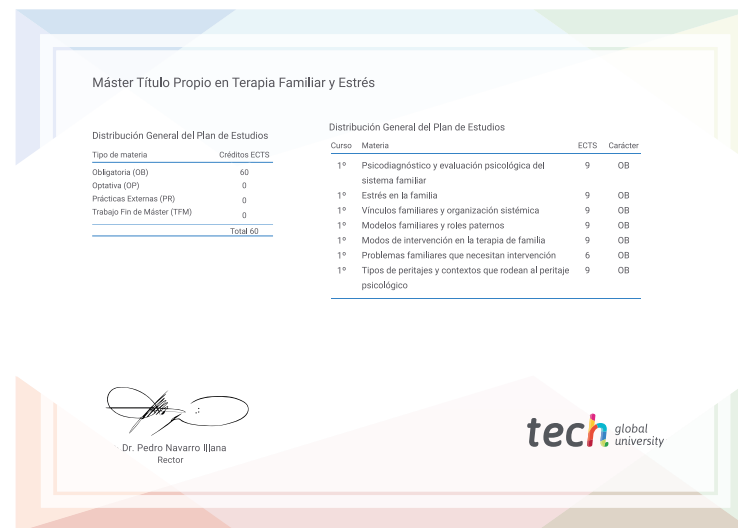 Máster Título Propio en Terapia Familiar y Estrés
Distribución General del Plan de Estudios
Tipo de materia Créditos ECTS
Obligatoria (OB) 60
Optativa (OP) 0
Prácticas Externas (PR) 0
Trabajo Fin de Máster (TFM) 0
Total 60
Distribución General del Plan de Estudios
Curso Materia ECTS Carácter
1º Psicodiagnóstico y evaluación psicológica del 9 OB
sistema familiar
1º Estrés en la familia 9 OB
1º Vínculos familiares y organización sistémica 9 OB
1º Modelos familiares y roles paternos 9 OB
1º Modos de intervención en la terapia de familia 9 OB
1º Problemas familiares que necesitan intervención 6 OB
1º Tipos de peritajes y contextos que rodean al peritaje 9 OB
psicológico
Dr. Pedro Navarro Illana
Rector
tech global
university